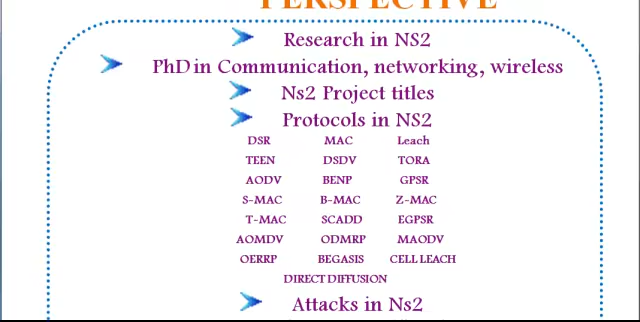 PERSPECTIVE
Research in NS2
PhD in Communication, networking, wireless
Ns2 Project titles
Protocols in NS2
DSR MAC Leach
TEEN DSDV TORA
AODV BENP GPSR
S-MAC B-MAC Z-MAC
T-MAC SCADD EGPSR
AOMDV ODMRP MAODV
OERRP BEGASIS CELL LEACH
DIRECT DIFFUSION
Attacks in Ns2